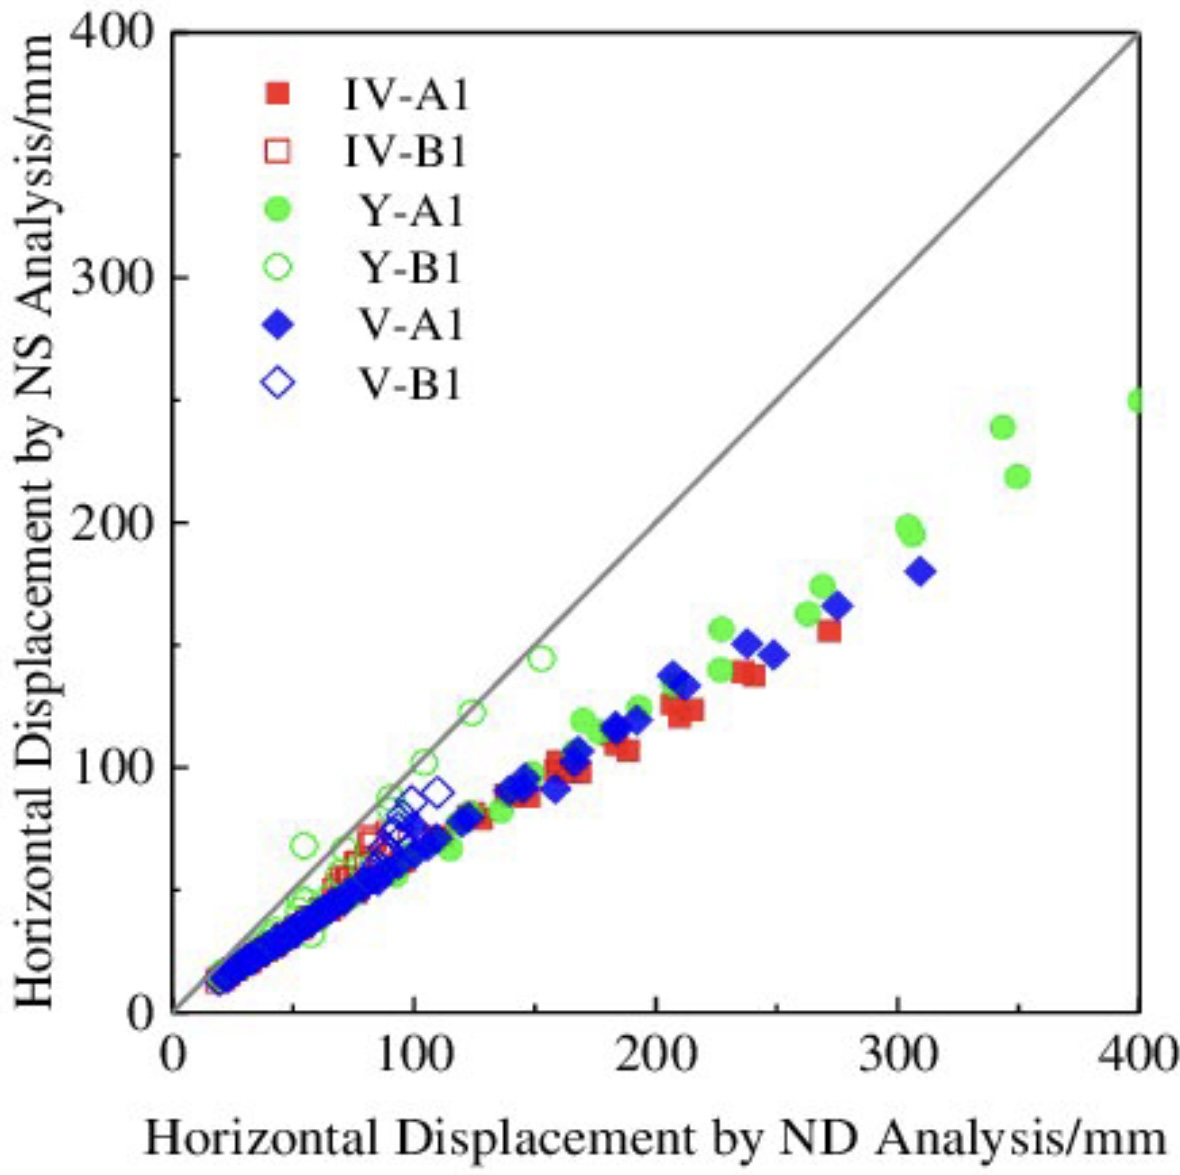 Horizontal Displacement by NS Analysis/mm
400
300
200
100
0
IV-A1
IV-B1
Y-A1
Y-B1
V-A1
V-B1
0 100 200 300 400
Horizontal Displacement by ND Analysis/mm